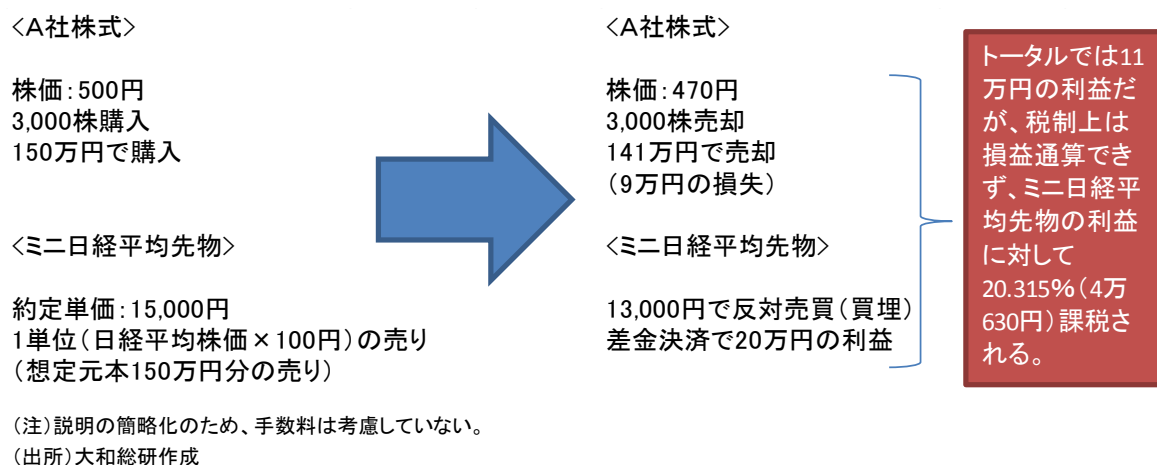 <A社株式>
株価:500円
3,000株購入
150万円で購入
<ミニ日経平均先物>
約定単価:15,000円
1単位(日経平均株価×100円)の売り
(想定元本150万円分の売り)
<A社株式>
株価:470円
3,000株売却
141万円で売却
(9万円の損失)
<ミニ日経平均先物>
13,000円で反対売買(買埋)
差金決済で20万円の利益
トータルでは11
万円の利益だ
が、税制上は
損益通算でき
ず、ミニ日経平
均先物の利益
に対して
20.315%(4万
630円)課税さ
れる。
(注)説明の簡略化のため、手数料は考慮していない。
(出所)大和総研作成